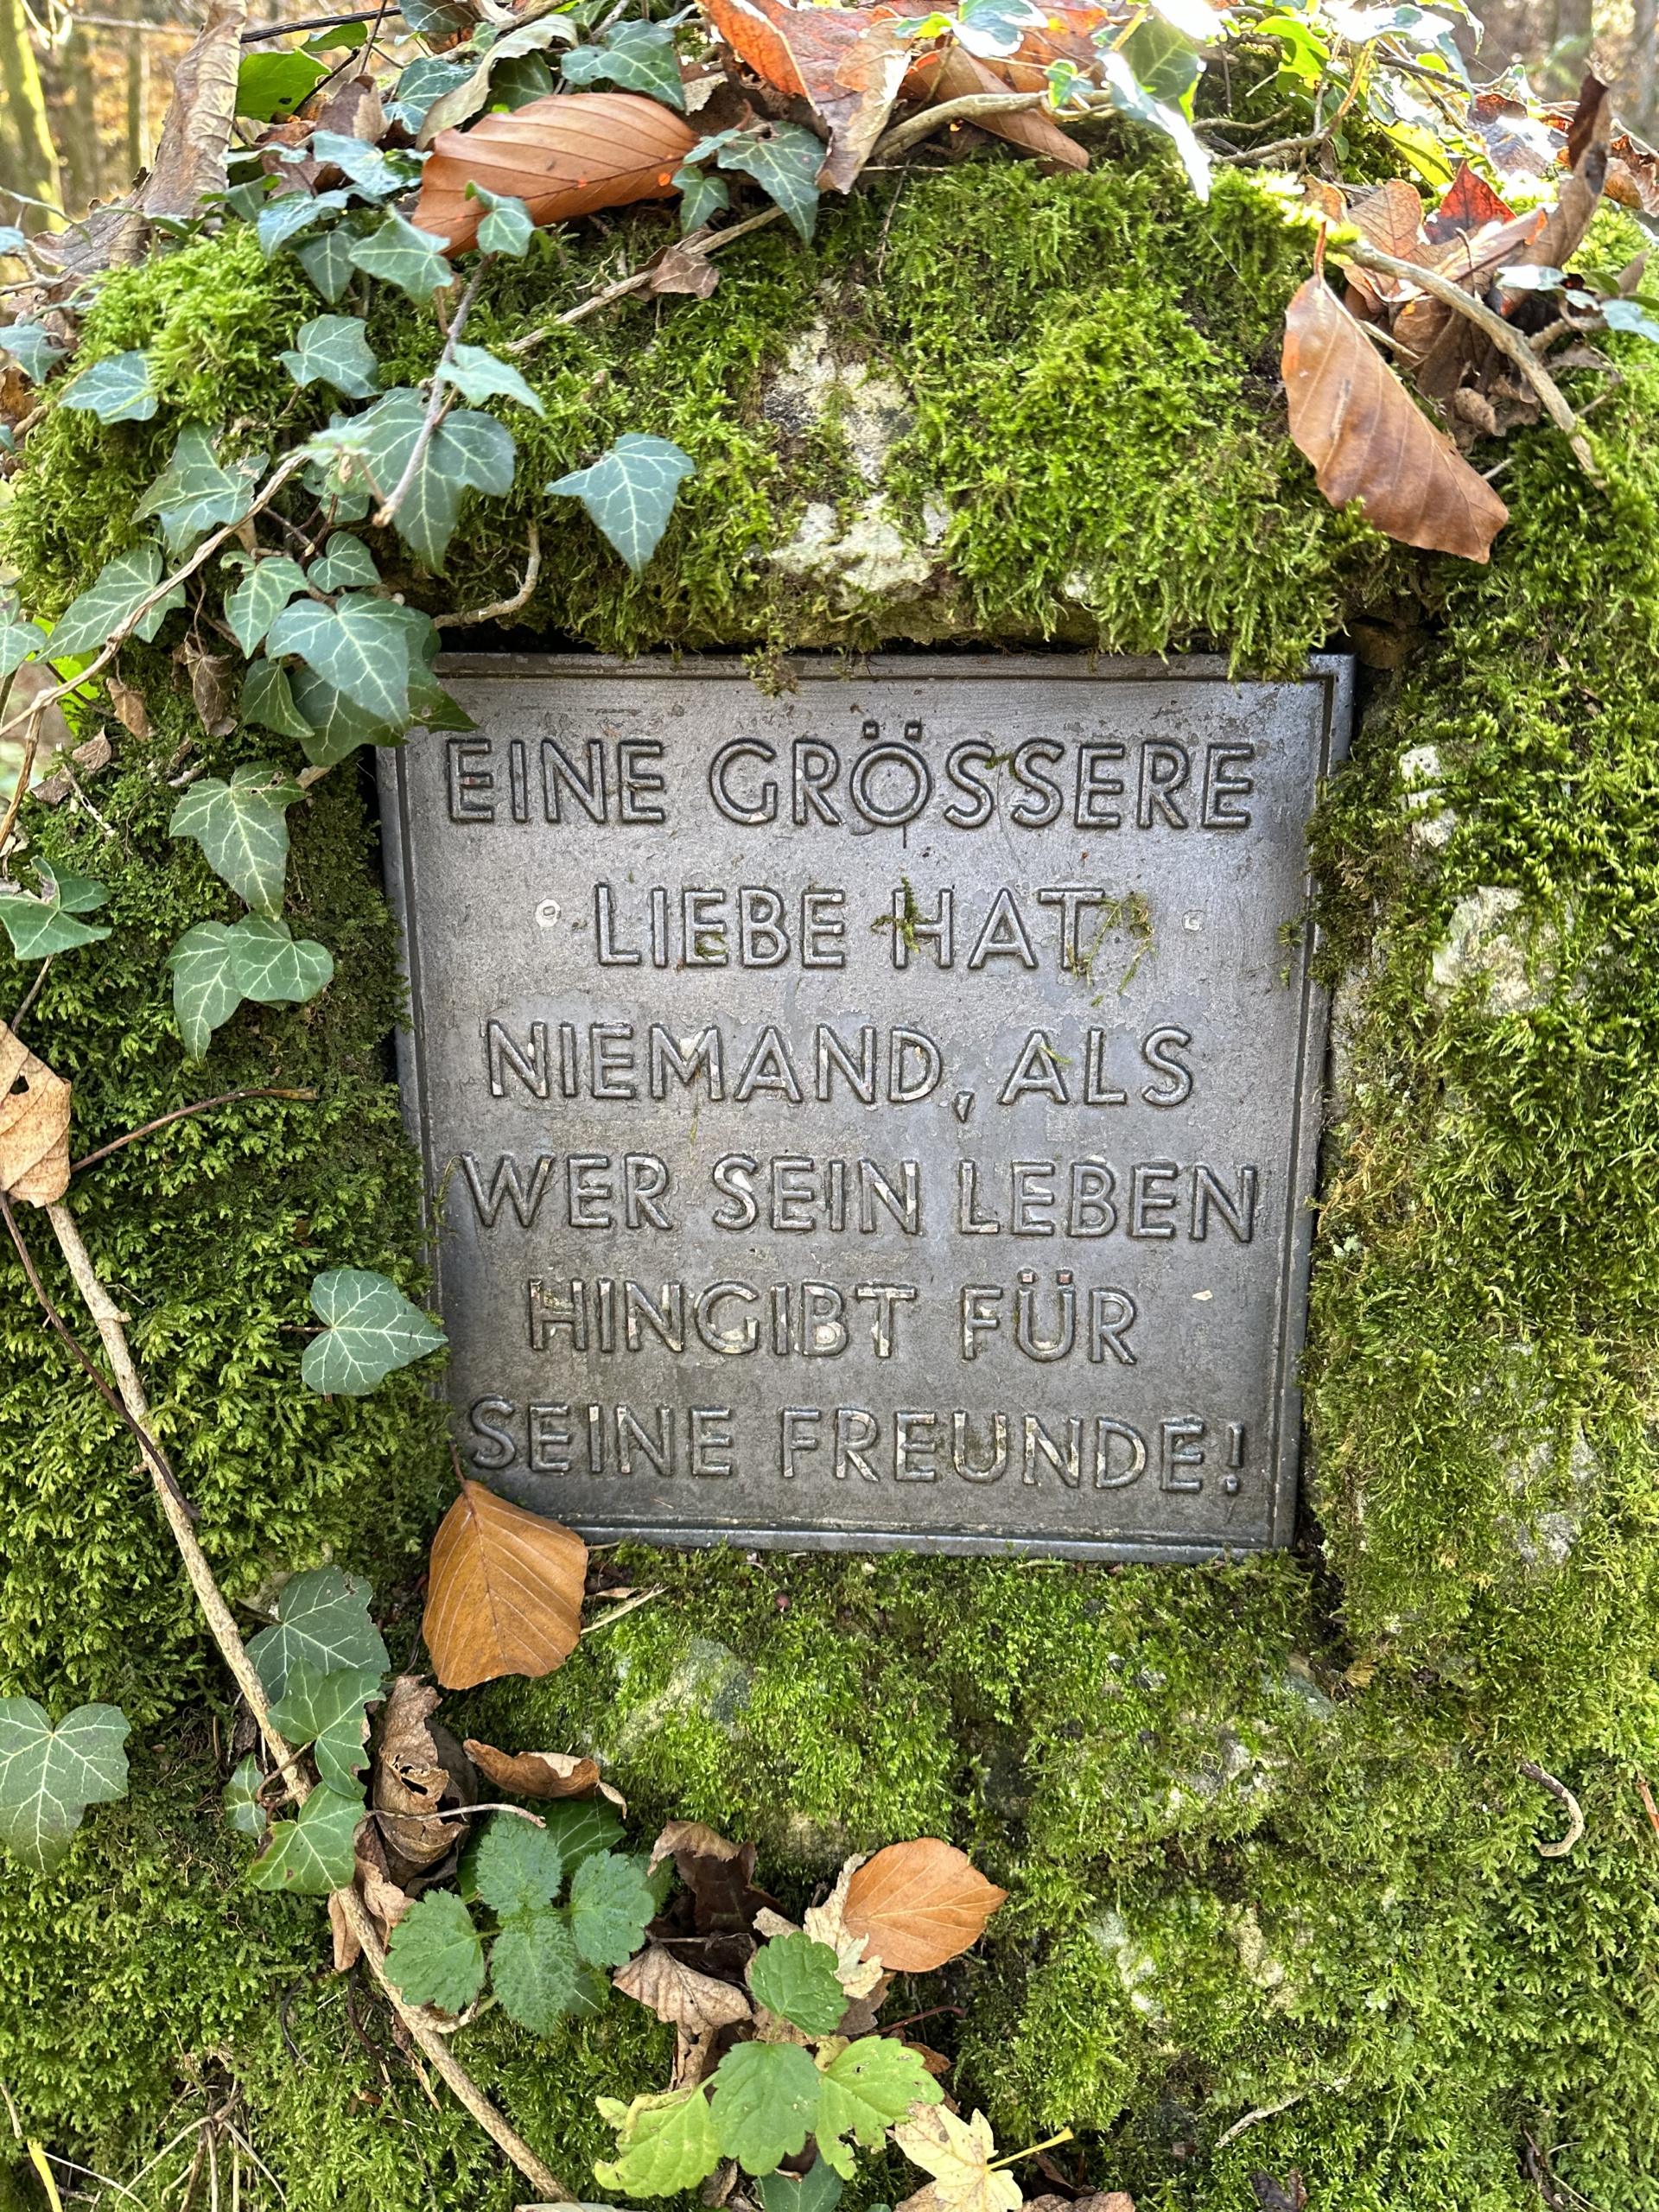 EINE GRÖSSERE
LIEBE HAT
NIEMAND, ALS
WER SEIN LEBEN
HINGIBT FÜR
SEINE FREUNDE!